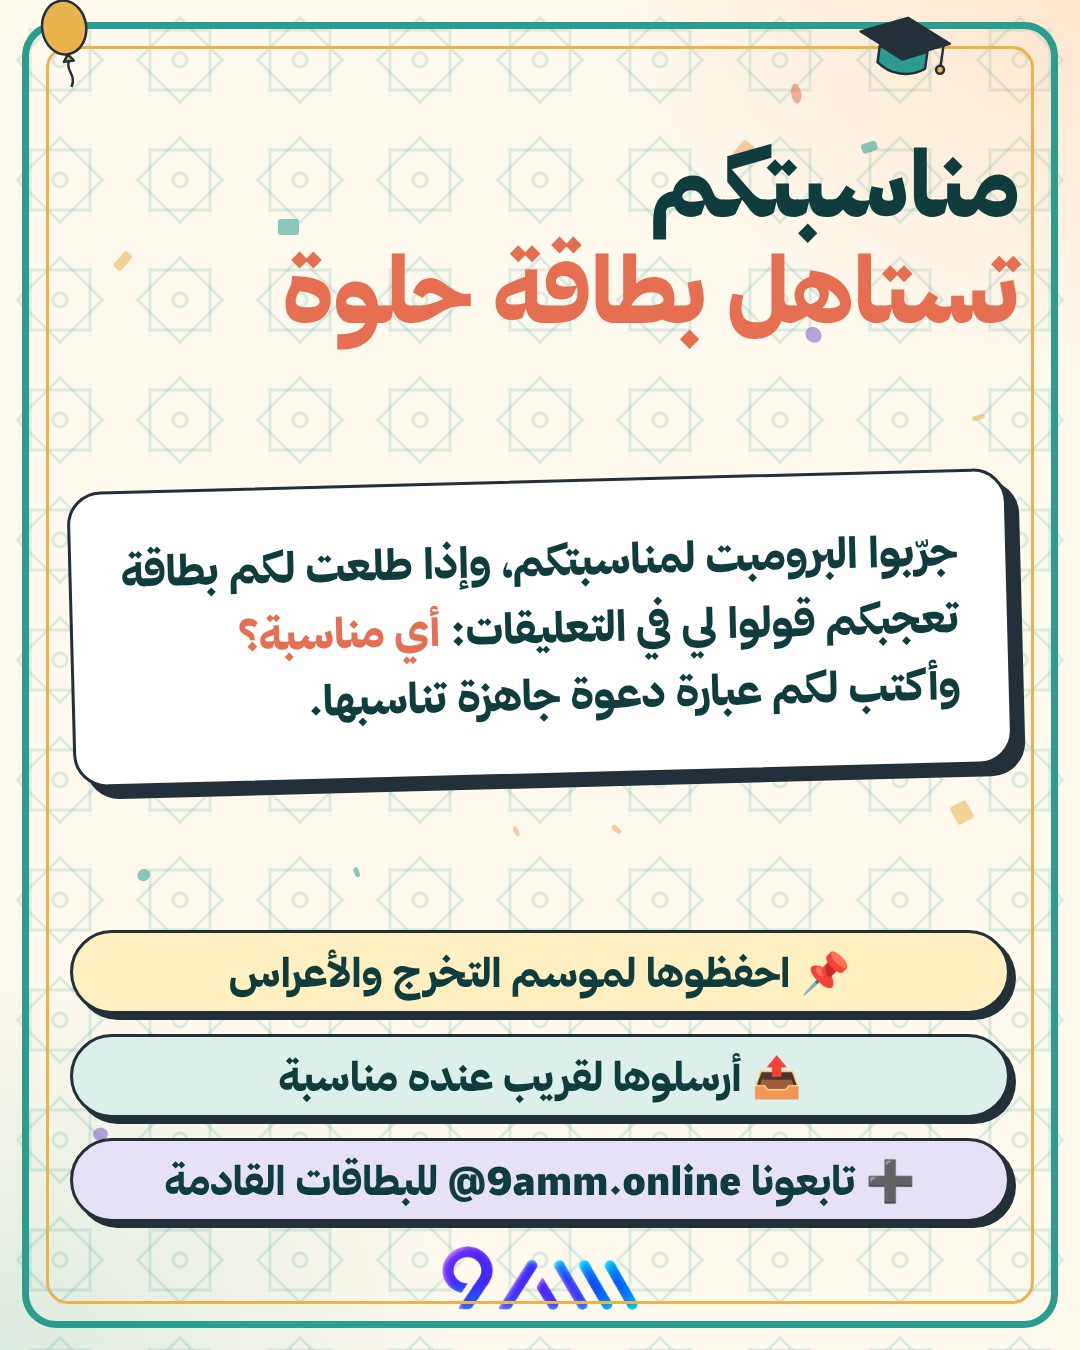 مناسبتكم
تستاهل بطاقة حلوة
جرّبوا البرومبت لمناسبتكم، وإذا طلعت لكم بطاقة
تعجبكم قولوا لي في التعليقات: أي مناسبة؟
وأكتب لكم عبارة دعوة جاهزة تناسبها.
📌 احفظوها لموسم التخرج والأعراس
📤 أرسلوها لقريب عنده مناسبة
➕ تابعونا @9amm.online للبطاقات القادمة
9AM